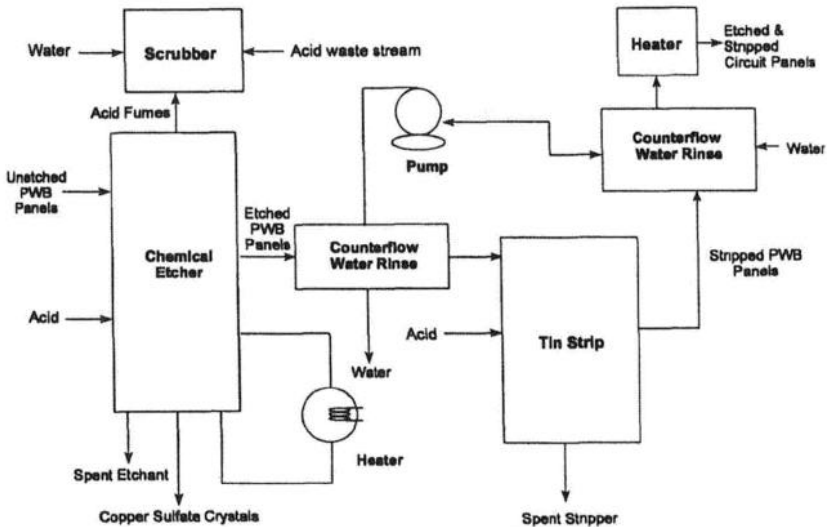 Water
Scrubber
Acid waste stream
Heater
Etched &
Stripped
Circuit Panels
Acid Fumes
Counterflow
Water Rinse
Water
Pump
Unetched
PWB
Panels
Etched
PWB
Panels
Chemical
Etcher
Counterflow
Water Rinse
Stripped PWB
Panels
Acid
Acid
Tin Strip
Water
Heater
Spent Etchant
Copper Sulfate Crystals
Spent Stripper